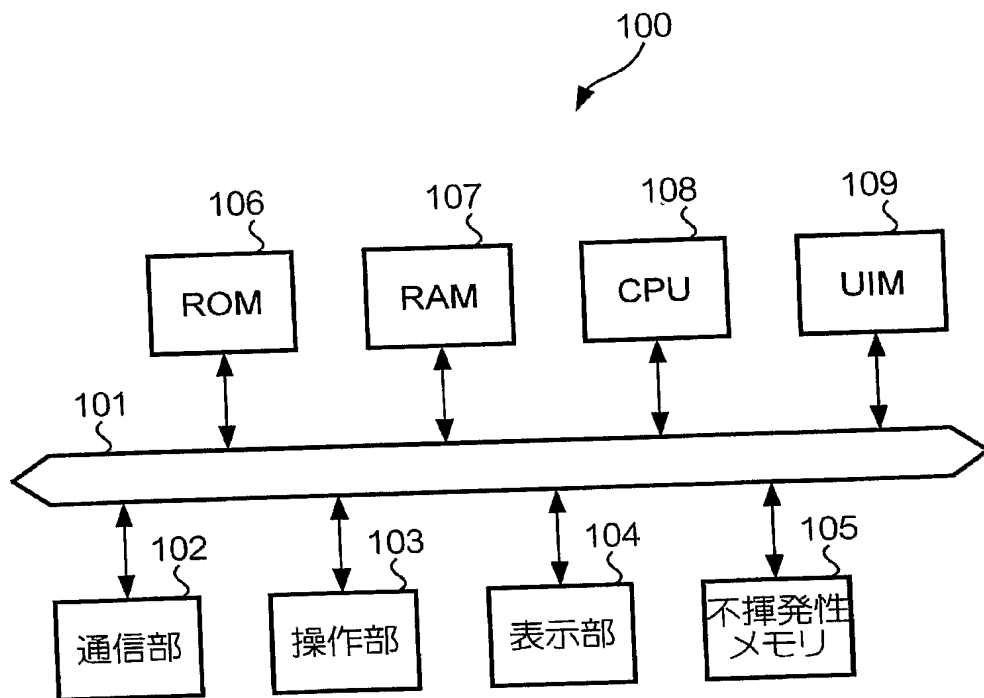 100
106
107
108
109
ROM
RAM
CPU
UIM
101
102
103
104
105
通信部
操作部
表示部
不揮発性
メモリ